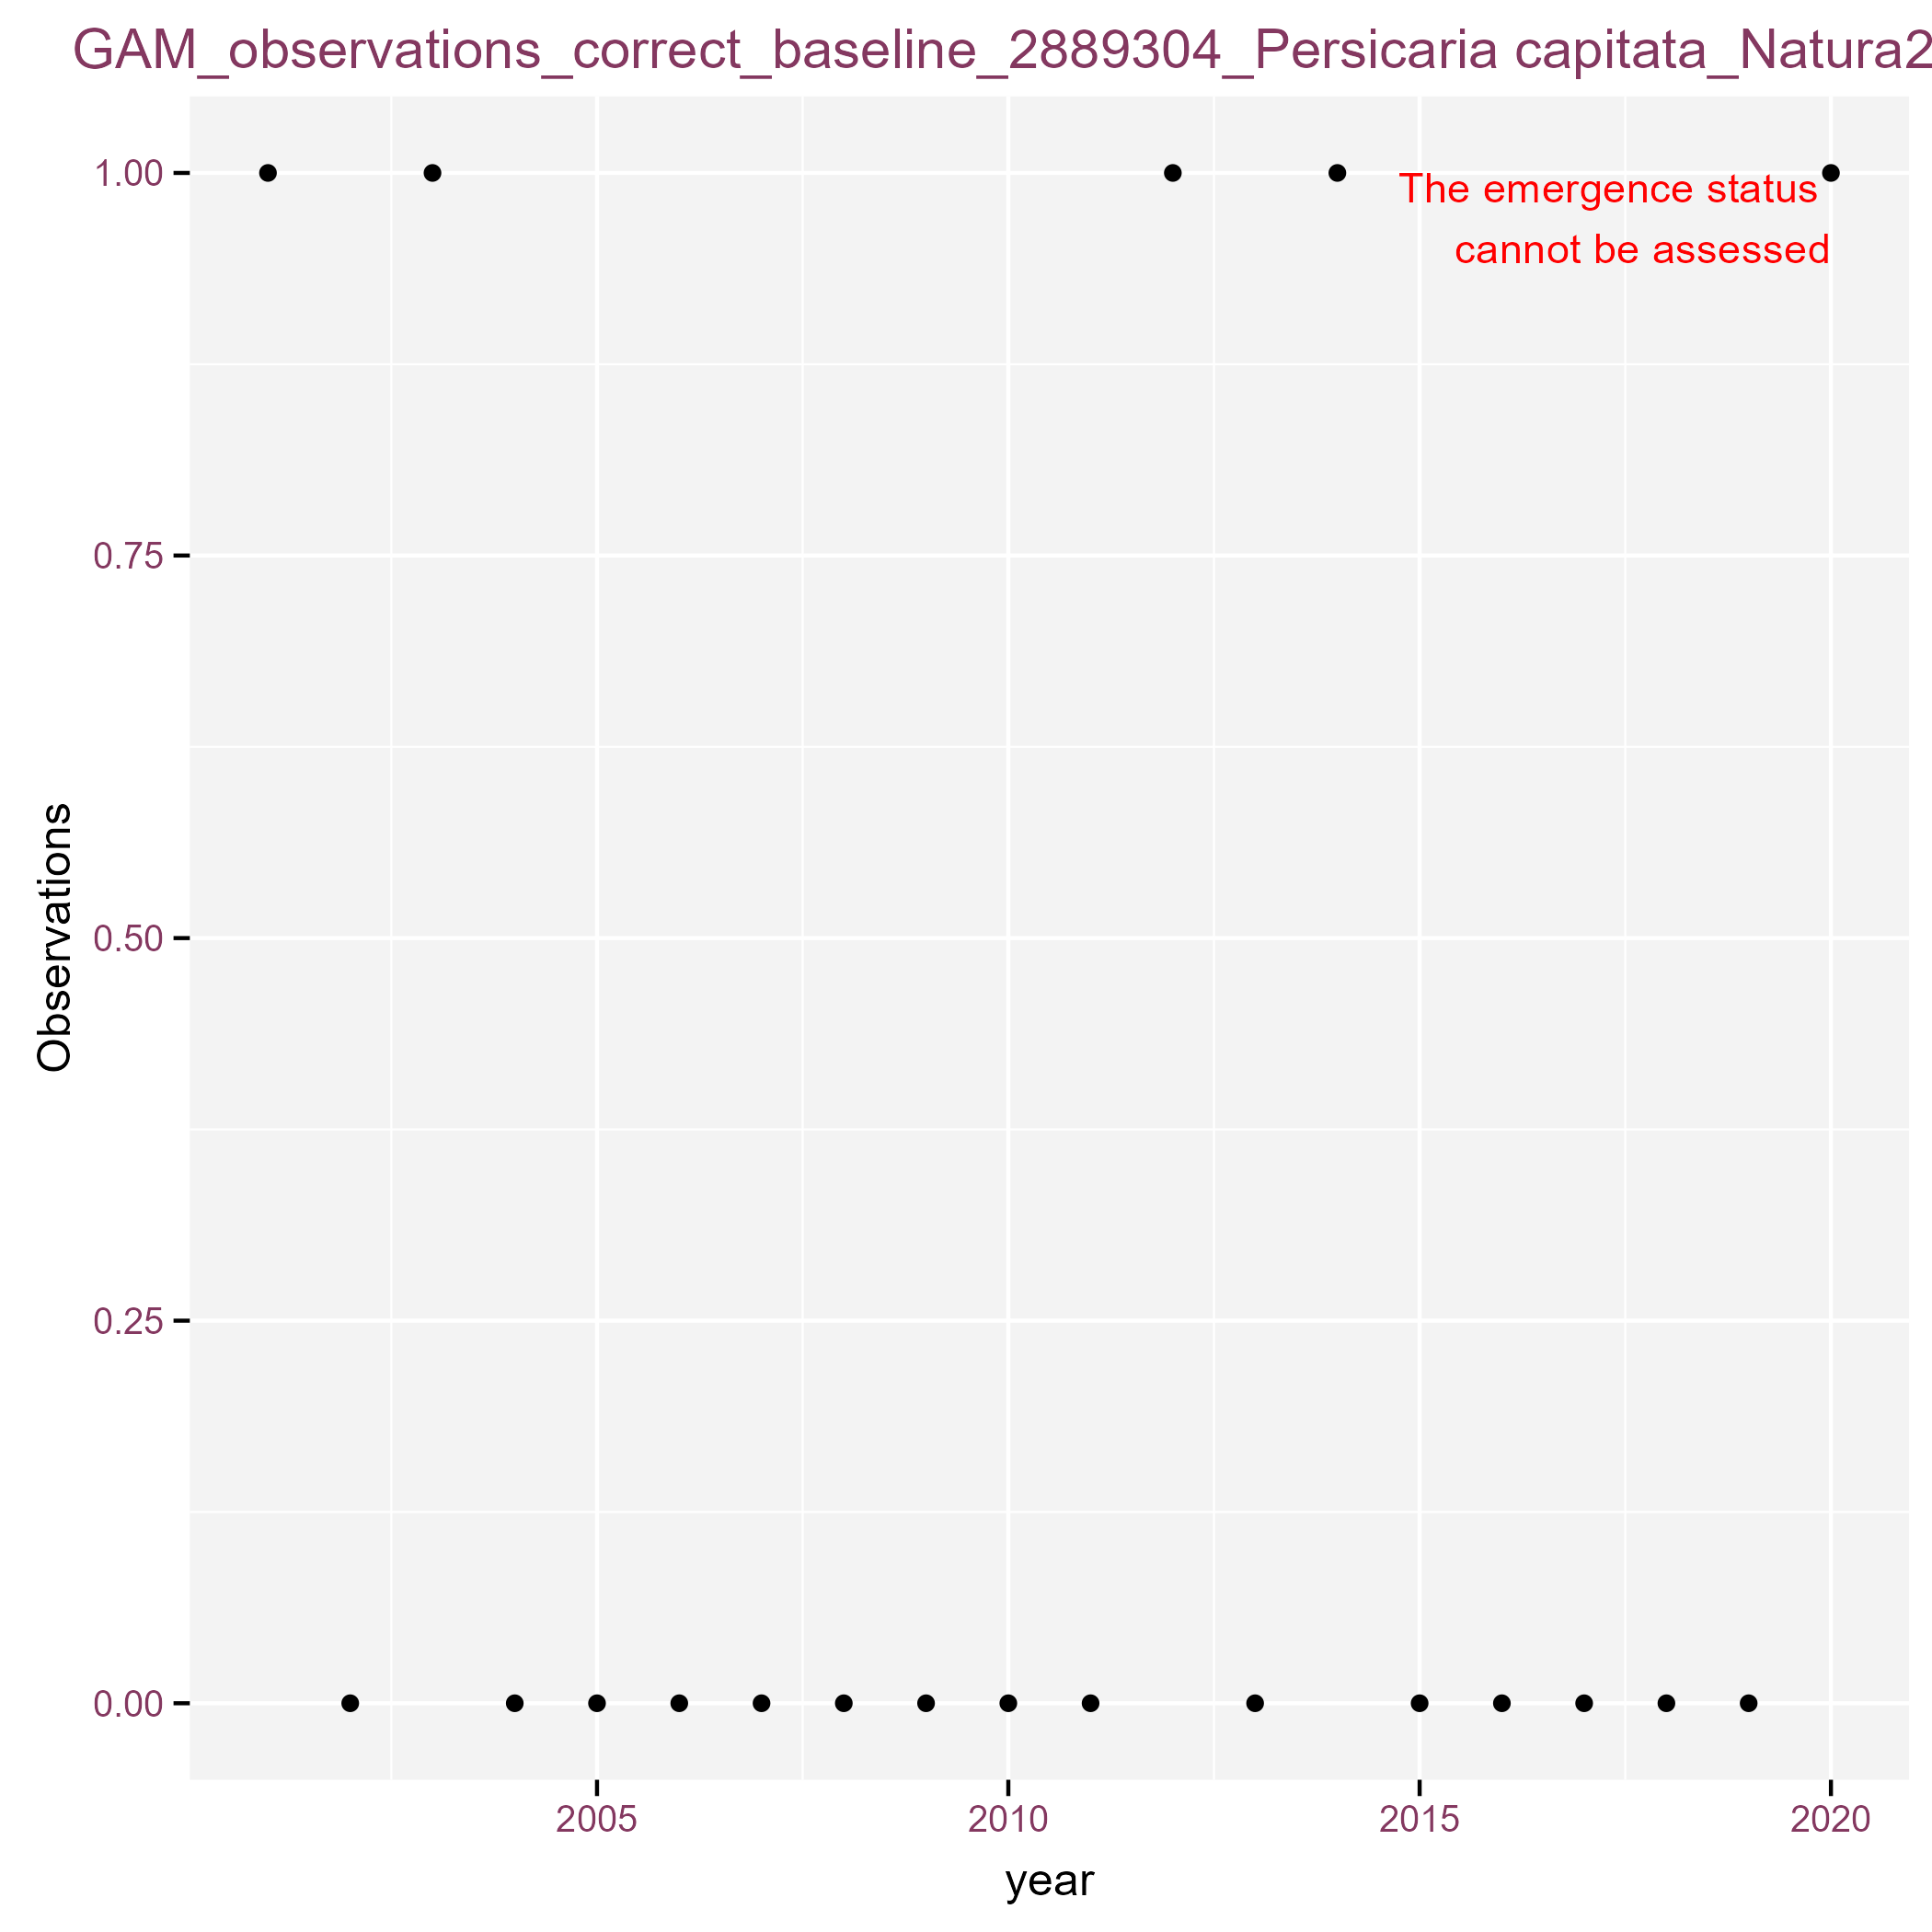 GAM_observations_correct_baseline_2889304_Persicaria capitata_Natura2
1.00
The emergence status
cannot be assessed
0.75
Observations
0.50
0.25
0.00
2005 2010 2015 2020
year